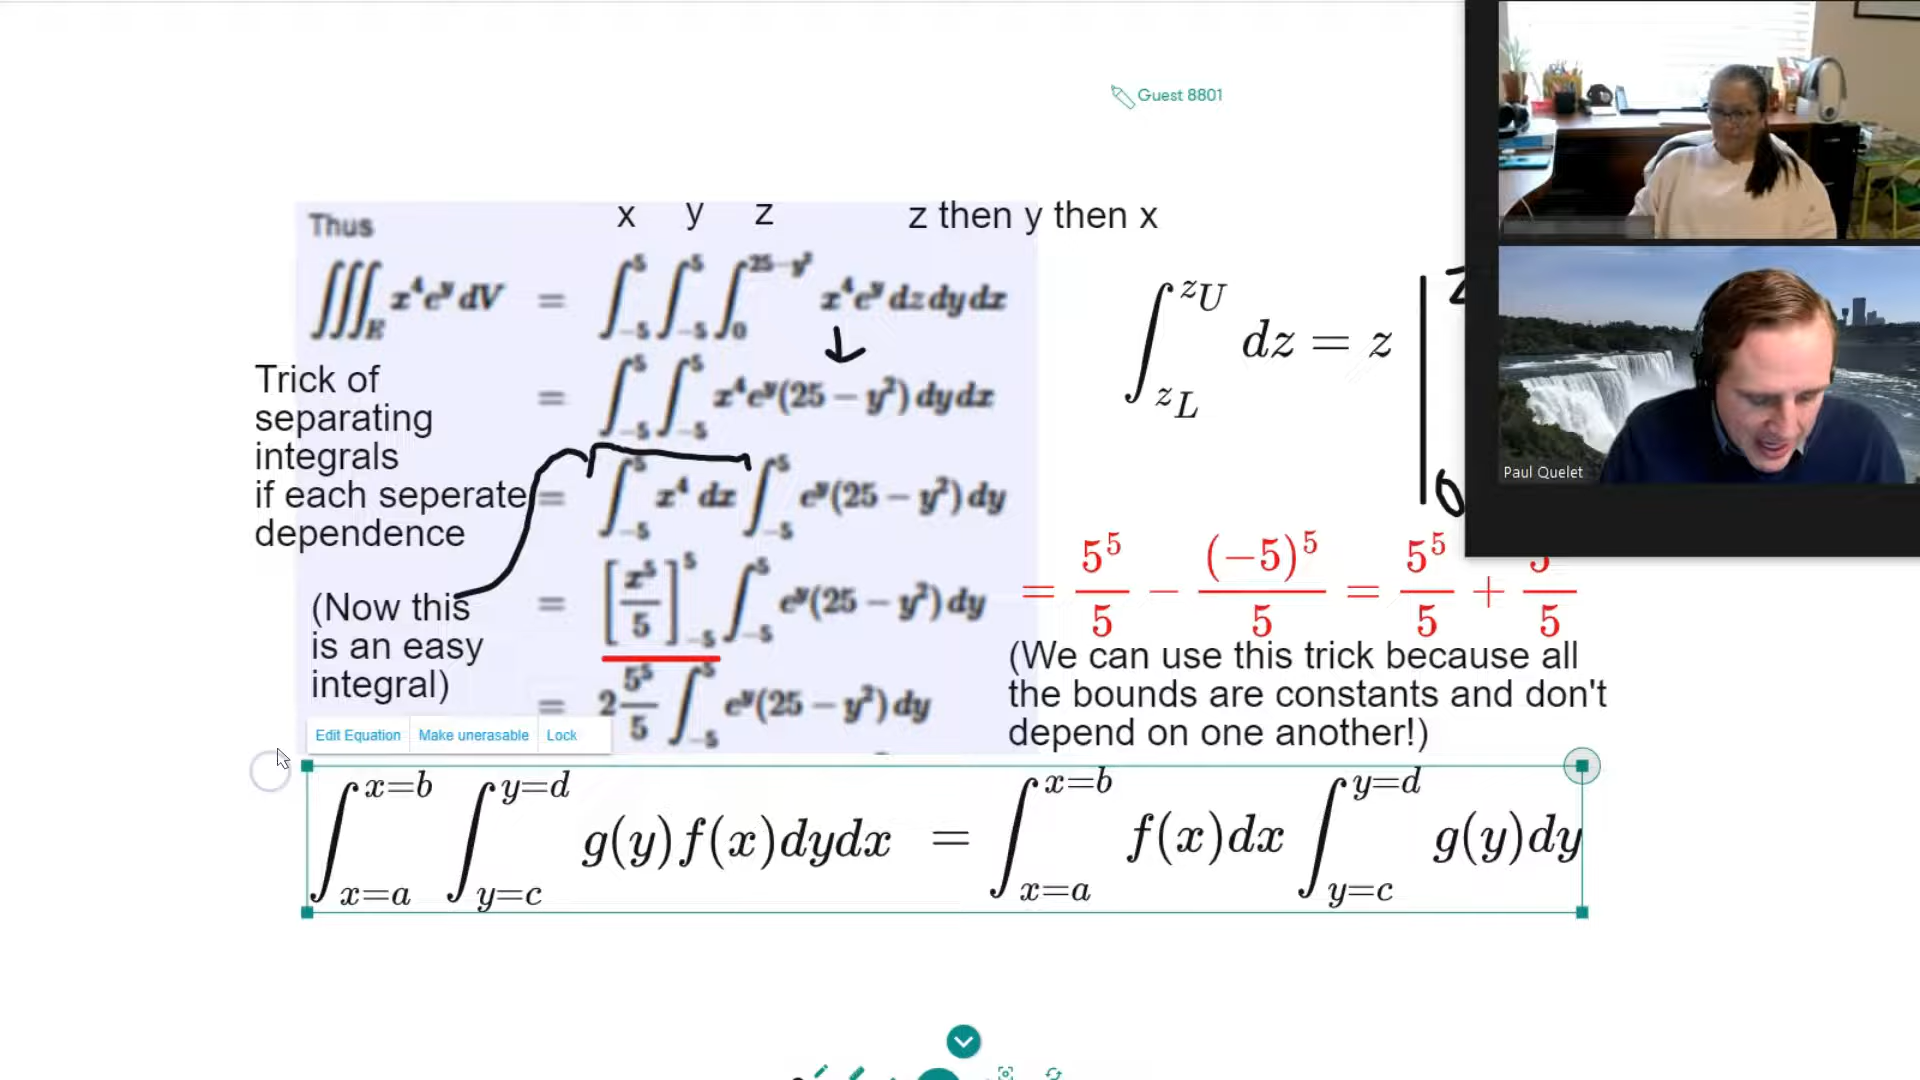 Guest 8801
x y z
z then y then x
Thus
∭_E x⁴e^y dV = ∫_{-5}^{5} ∫_{-5}^{5} ∫_0^{25-y²} x⁴e^y dz dy dx
= ∫_{-5}^{5} ∫_{-5}^{5} x⁴e^y(25 − y²) dy dx
= ∫_{-5}^{5} x⁴ dx ∫_{-5}^{5} e^y(25 − y²) dy
= [x⁵/5]_{-5}^{5} ∫_{-5}^{5} e^y(25 − y²) dy
= 2 5⁵/5 ∫_{-5}^{5} e^y(25 − y²) dy
Trick of
separating
integrals
if each seperate
dependence
(Now this
is an easy
integral)
∫_{z_L}^{z_U} dz = z |
= 5⁵/5 − (−5)⁵/5 = 5⁵/5 + 5
(We can use this trick because all
the bounds are constants and don't
depend on one another!)
Edit Equation Make unerasable Lock
∫_{x=a}^{x=b} ∫_{y=c}^{y=d} g(y)f(x)dydx = ∫_{x=a}^{x=b} f(x)dx ∫_{y=c}^{y=d} g(y)dy
Paul Quelet